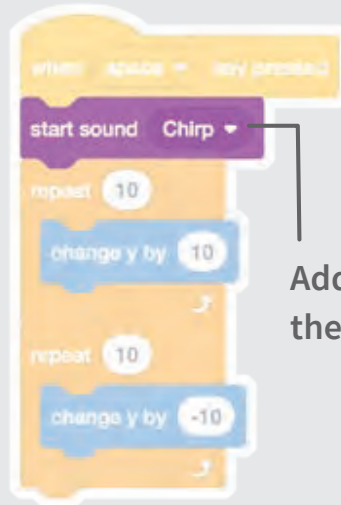 when space key pressed
start sound Chirp
repeat 10
change y by 10
Add
the
repeat 10
change y by -10